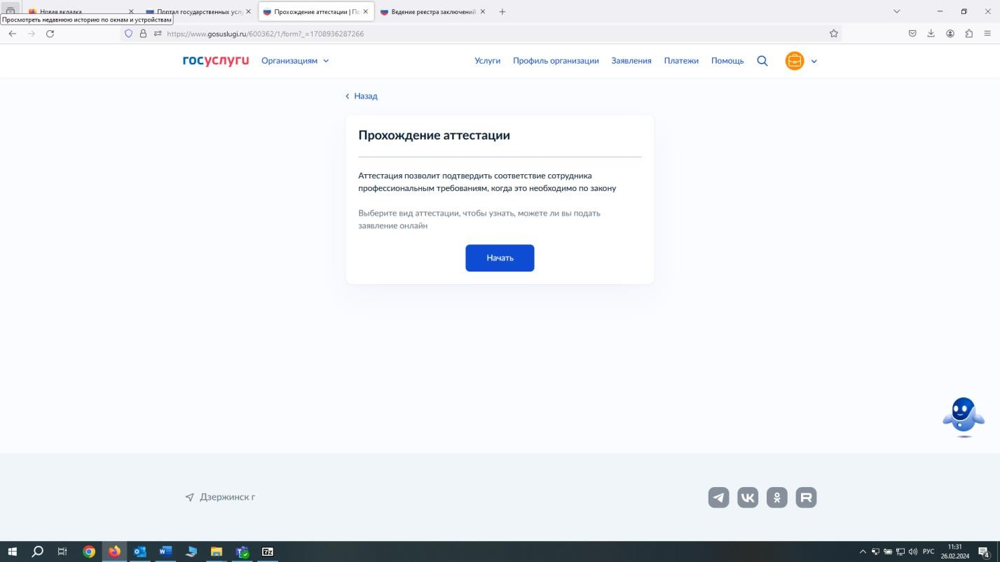 Новая вкладка
Портал государственных услу
Прохождение аттестации | По
Ведение реестра заключений
Просмотреть недавнюю историю по окнам и устройствам
https://www.gosuslugi.ru/600362/1/form?_=1708936287266
госуслуги
Организациям
Услуги
Профиль организации
Заявления
Платежи
Помощь
Назад
Прохождение аттестации
Аттестация позволит подтвердить соответствие сотрудника
профессиональным требованиям, когда это необходимо по закону
Выберите вид аттестации, чтобы узнать, можете ли вы подать
заявление онлайн
Начать
Дзержинск г
РУС
11:31
26.02.2024